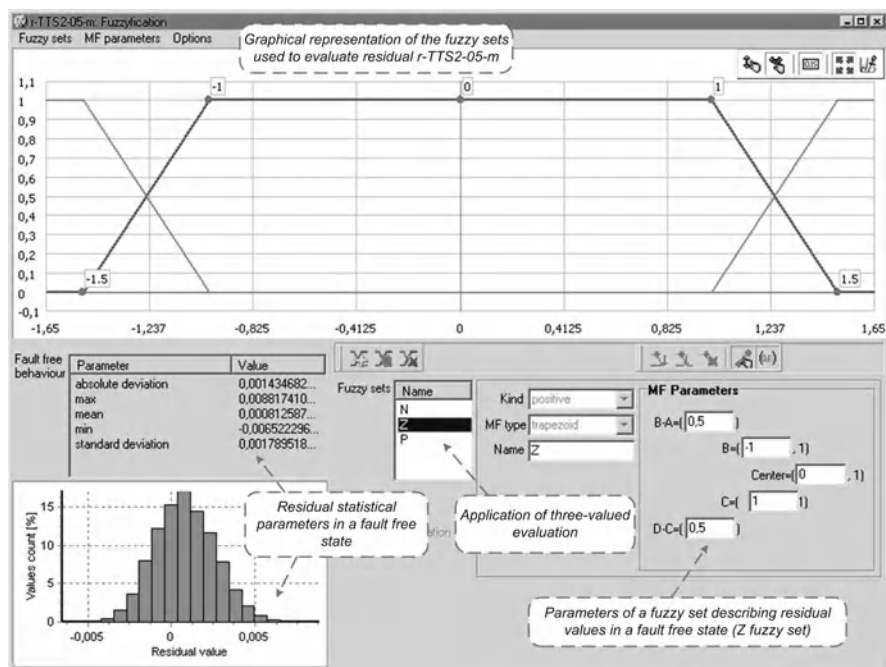 r-TTS2-05-m: Fuzzyfication
Fuzzy sets MF parameters Options
Graphical representation of the fuzzy sets
used to evaluate residual r-TTS2-05-m
1,1
1
0,9
0,8
0,7
0,6
0,5
0,4
0,3
0,2
0,1
0
-0,1
-1
0
1
-1.5
1.5
-1,65 -1,237 -0,825 -0,4125 0 0,4125 0,825 1,237 1,65
Fault free
behaviour
Parameter Value
absolute deviation 0,001434682...
max 0,008817410...
mean 0,000812587...
min -0,006522296...
standard deviation 0,001789518...
Fuzzy sets
Name
N
Z
P
Kind positive
MF type trapezoid
Name Z
MF Parameters
B-A=( 0,5 )
B=( -1 , 1)
Center=( 0 , 1)
C=( 1 1)
D-C=( 0,5 )
Residual statistical
parameters in a fault free
state
Application of three-valued
evaluation
Parameters of a fuzzy set describing residual
values in a fault free state (Z fuzzy set)
Values count [%]
15
10
5
0
-0,005 0 0,005
Residual value